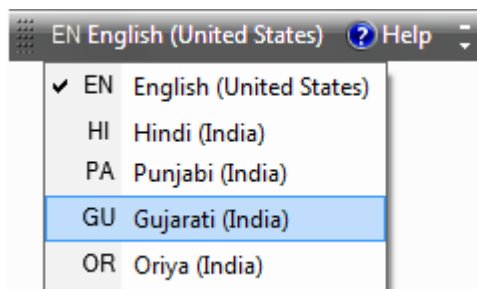 EN English (United States) ? Help
EN English (United States)
HI Hindi (India)
PA Punjabi (India)
GU Gujarati (India)
OR Oriya (India)